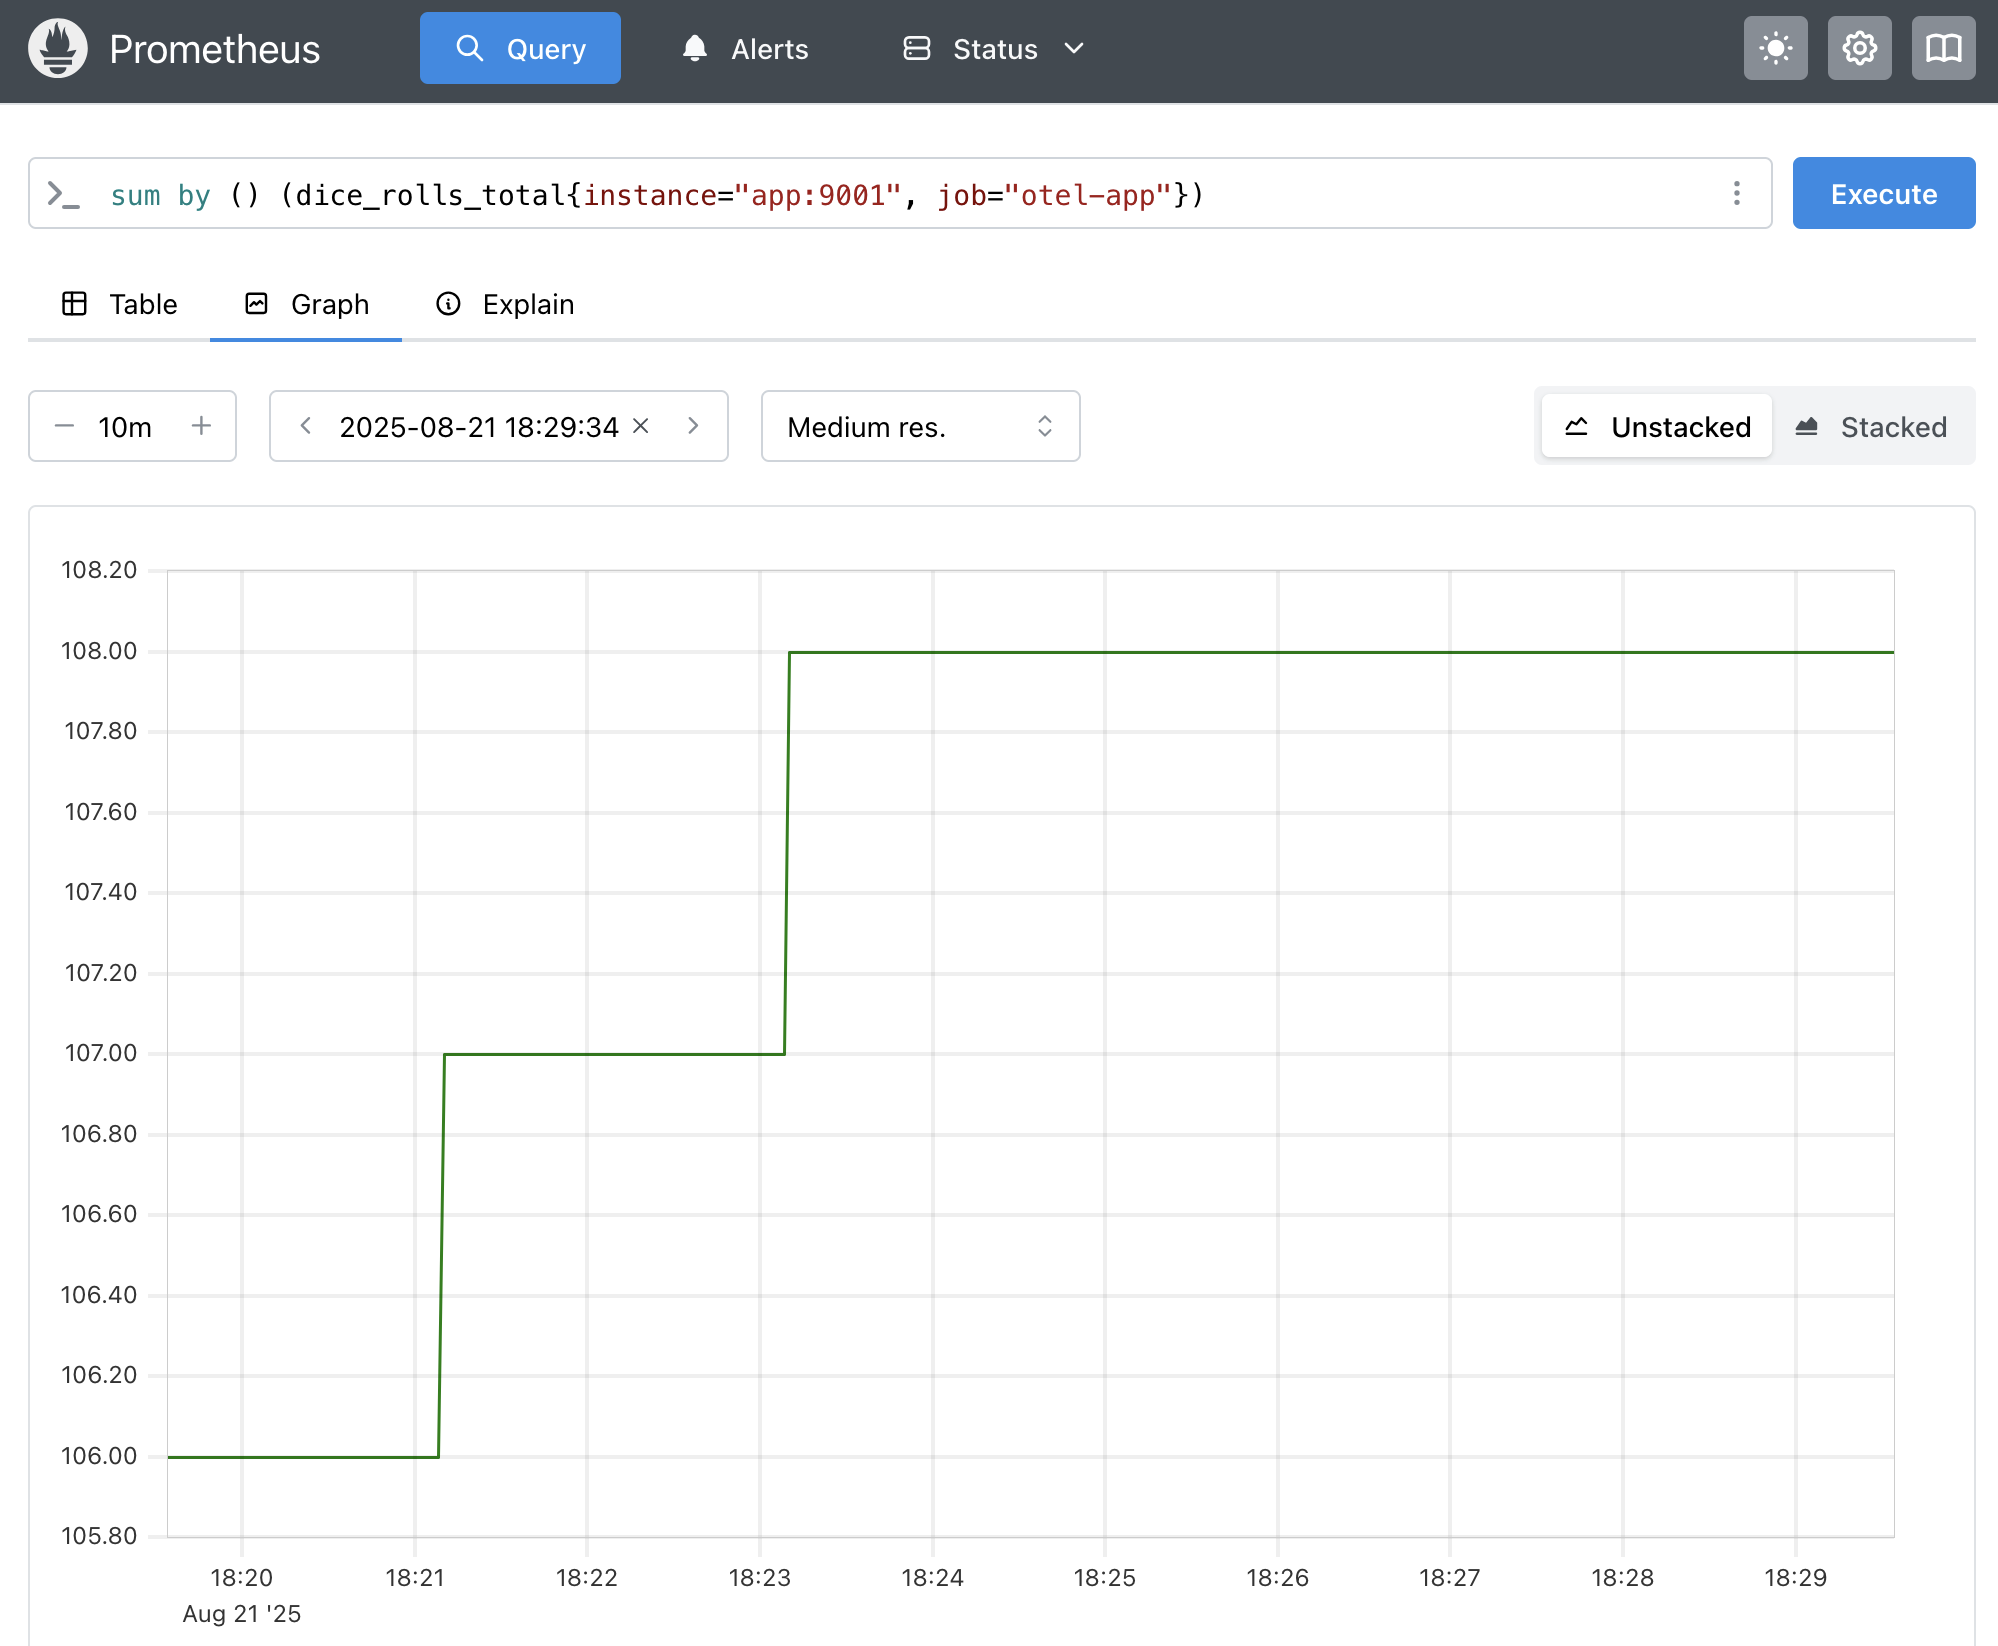 Prometheus Query Alerts Status
sum by () (dice_rolls_total{instance="app:9001", job="otel-app"})
Execute
Table Graph Explain
10m 2025-08-21 18:29:34 Medium res. Unstacked Stacked
108.20
108.00
107.80
107.60
107.40
107.20
107.00
106.80
106.60
106.40
106.20
106.00
105.80
18:20 18:21 18:22 18:23 18:24 18:25 18:26 18:27 18:28 18:29
Aug 21 '25